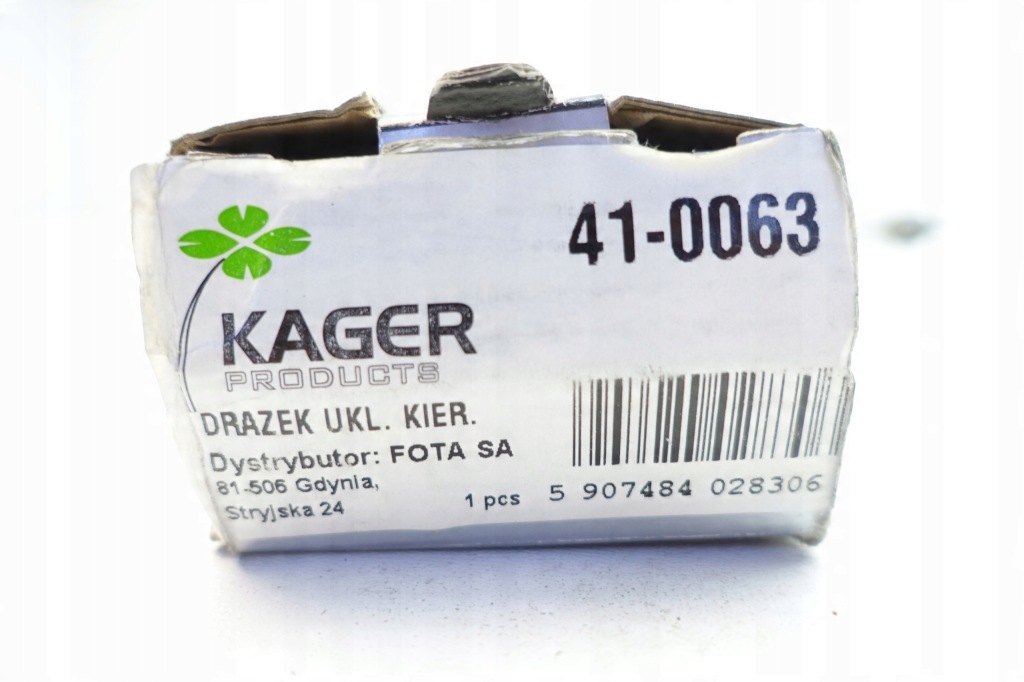 41-0063
KAGER
PRODUCTS
DRAZEK UKL. KIER.
Dystrybutor: FOTA SA
81-506 Gdynia,
Stryjska 24
1 pcs
5 907484 028306